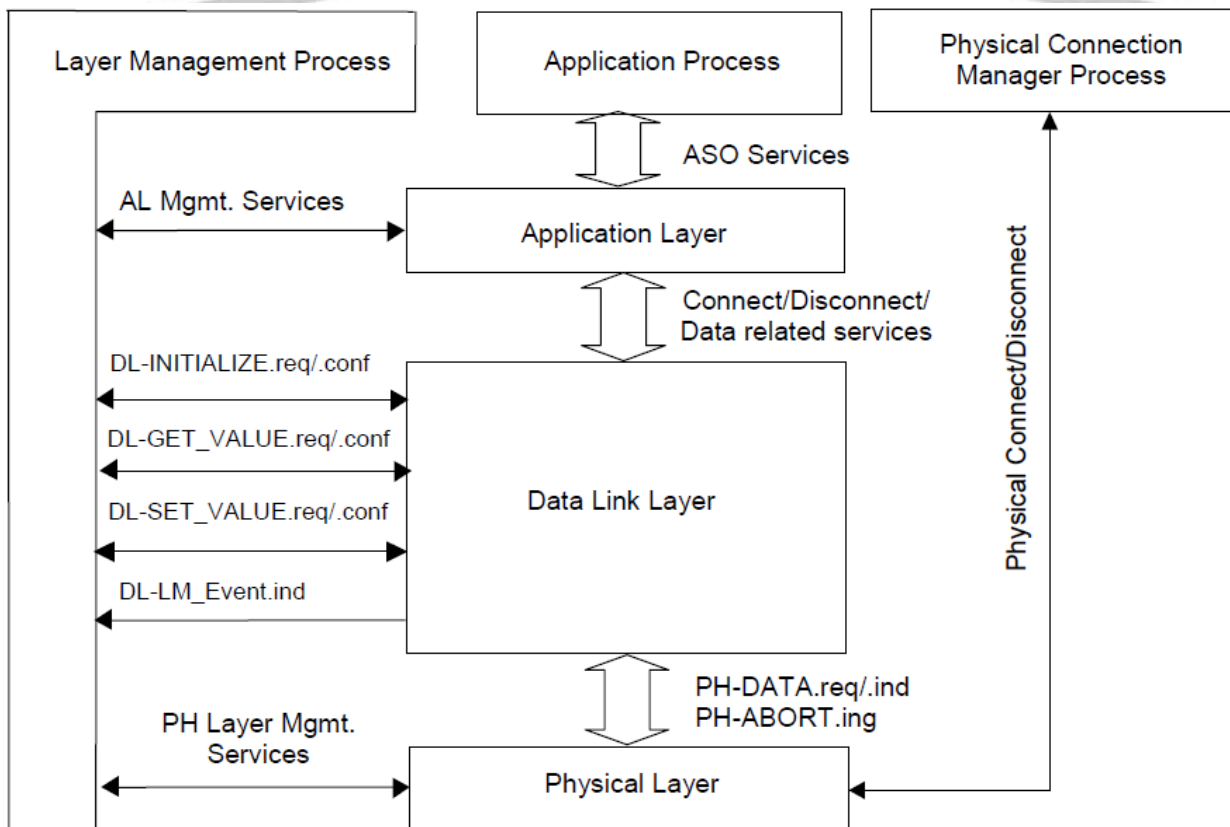 Layer Management Process
Application Process
Physical Connection
Manager Process
ASO Services
AL Mgmt. Services
Application Layer
Connect/Disconnect/
Data related services
Physical Connect/Disconnect
DL-INITIALIZE.req/.conf
DL-GET_VALUE.req/.conf
Data Link Layer
DL-SET_VALUE.req/.conf
DL-LM_Event.ind
PH-DATA.req/.ind
PH-ABORT.ing
PH Layer Mgmt.
Services
Physical Layer